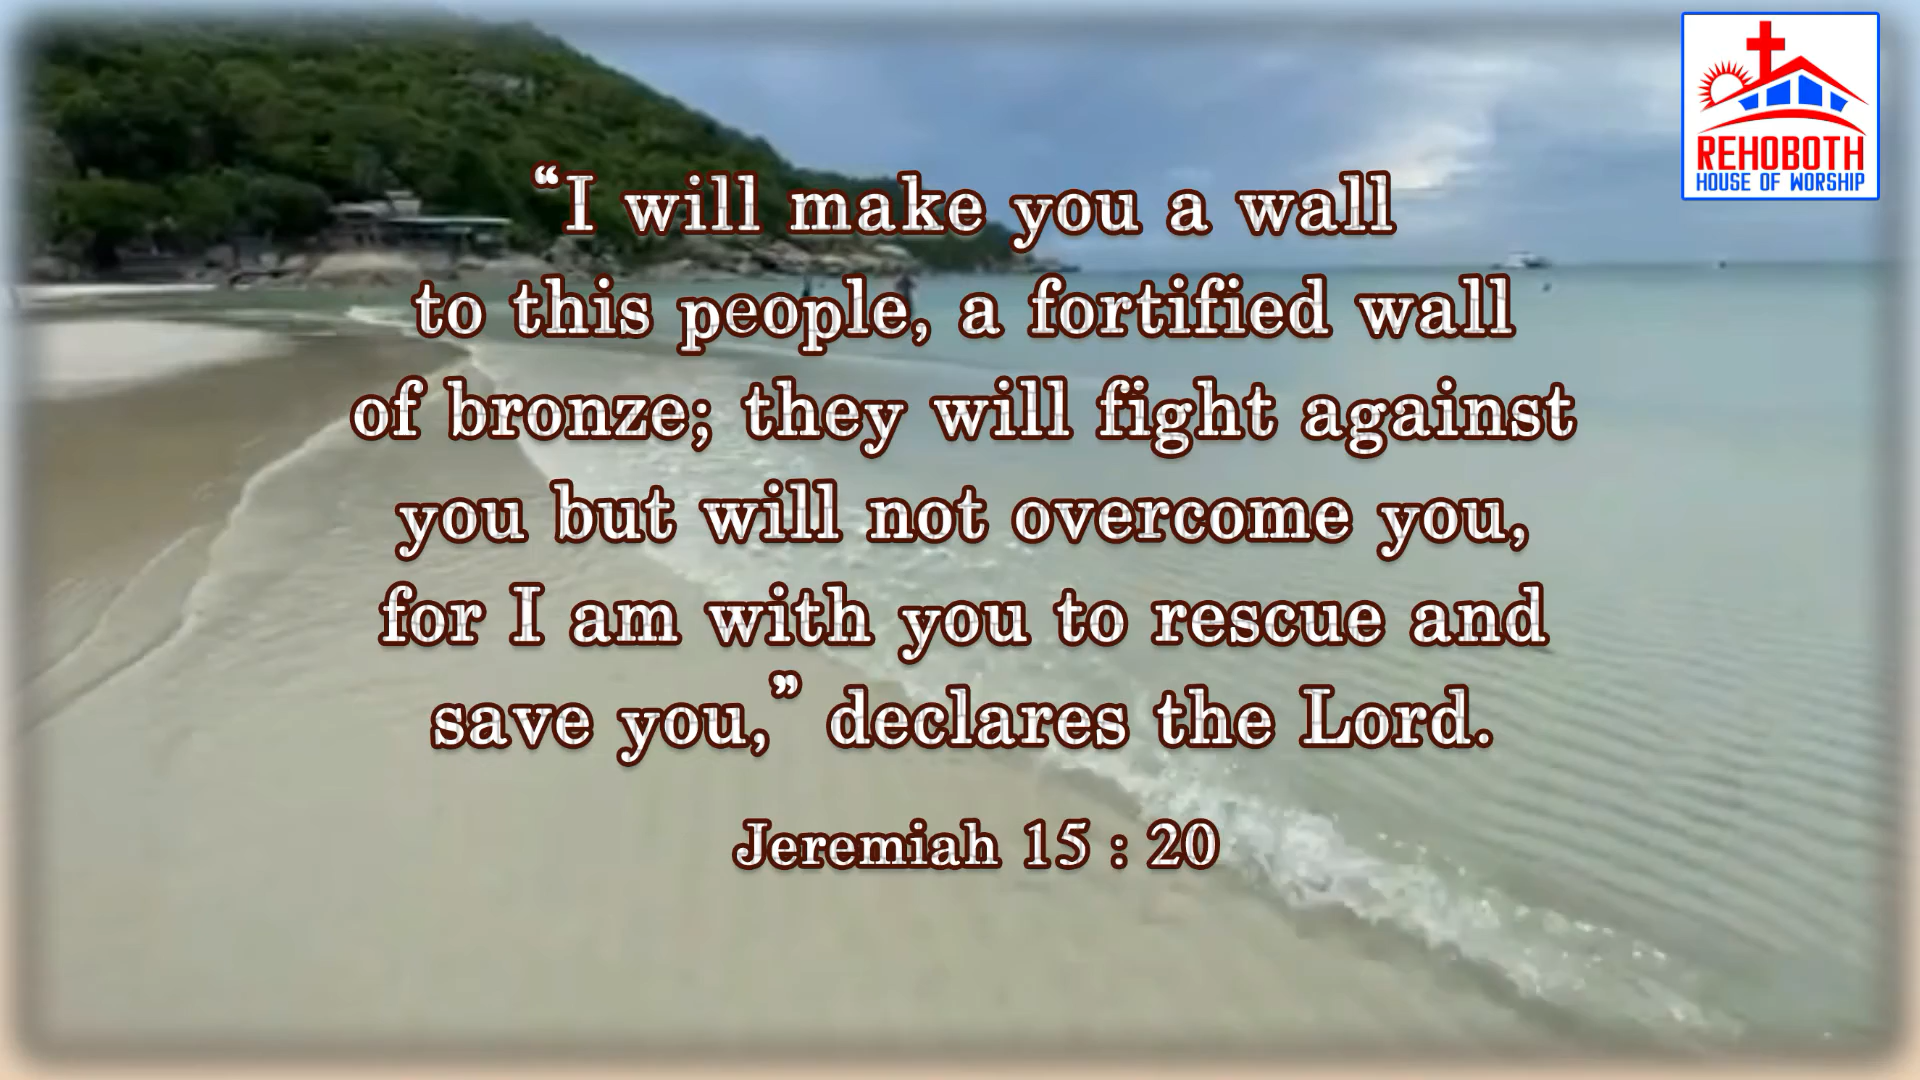 REHOBOTH
HOUSE OF WORSHIP
“I will make you a wall
to this people, a fortified wall
of bronze; they will fight against
you but will not overcome you,
for I am with you to rescue and
save you,” declares the Lord.
Jeremiah 15 : 20